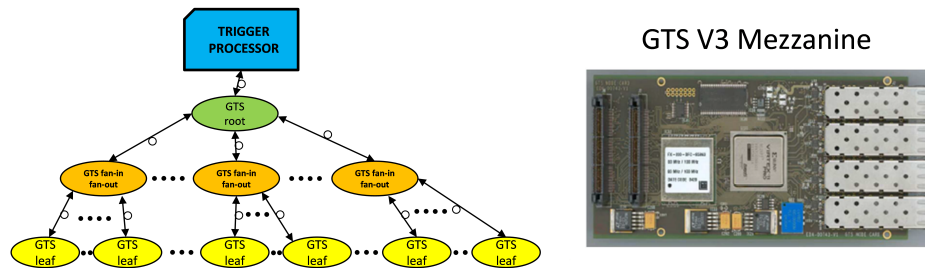 TRIGGER
PROCESSOR
GTS
root
GTS fan-in
fan-out
GTS fan-in
fan-out
GTS fan-in
fan-out
GTS
leaf
GTS
leaf
GTS
leaf
GTS
leaf
GTS
leaf
GTS
leaf
GTS V3 Mezzanine